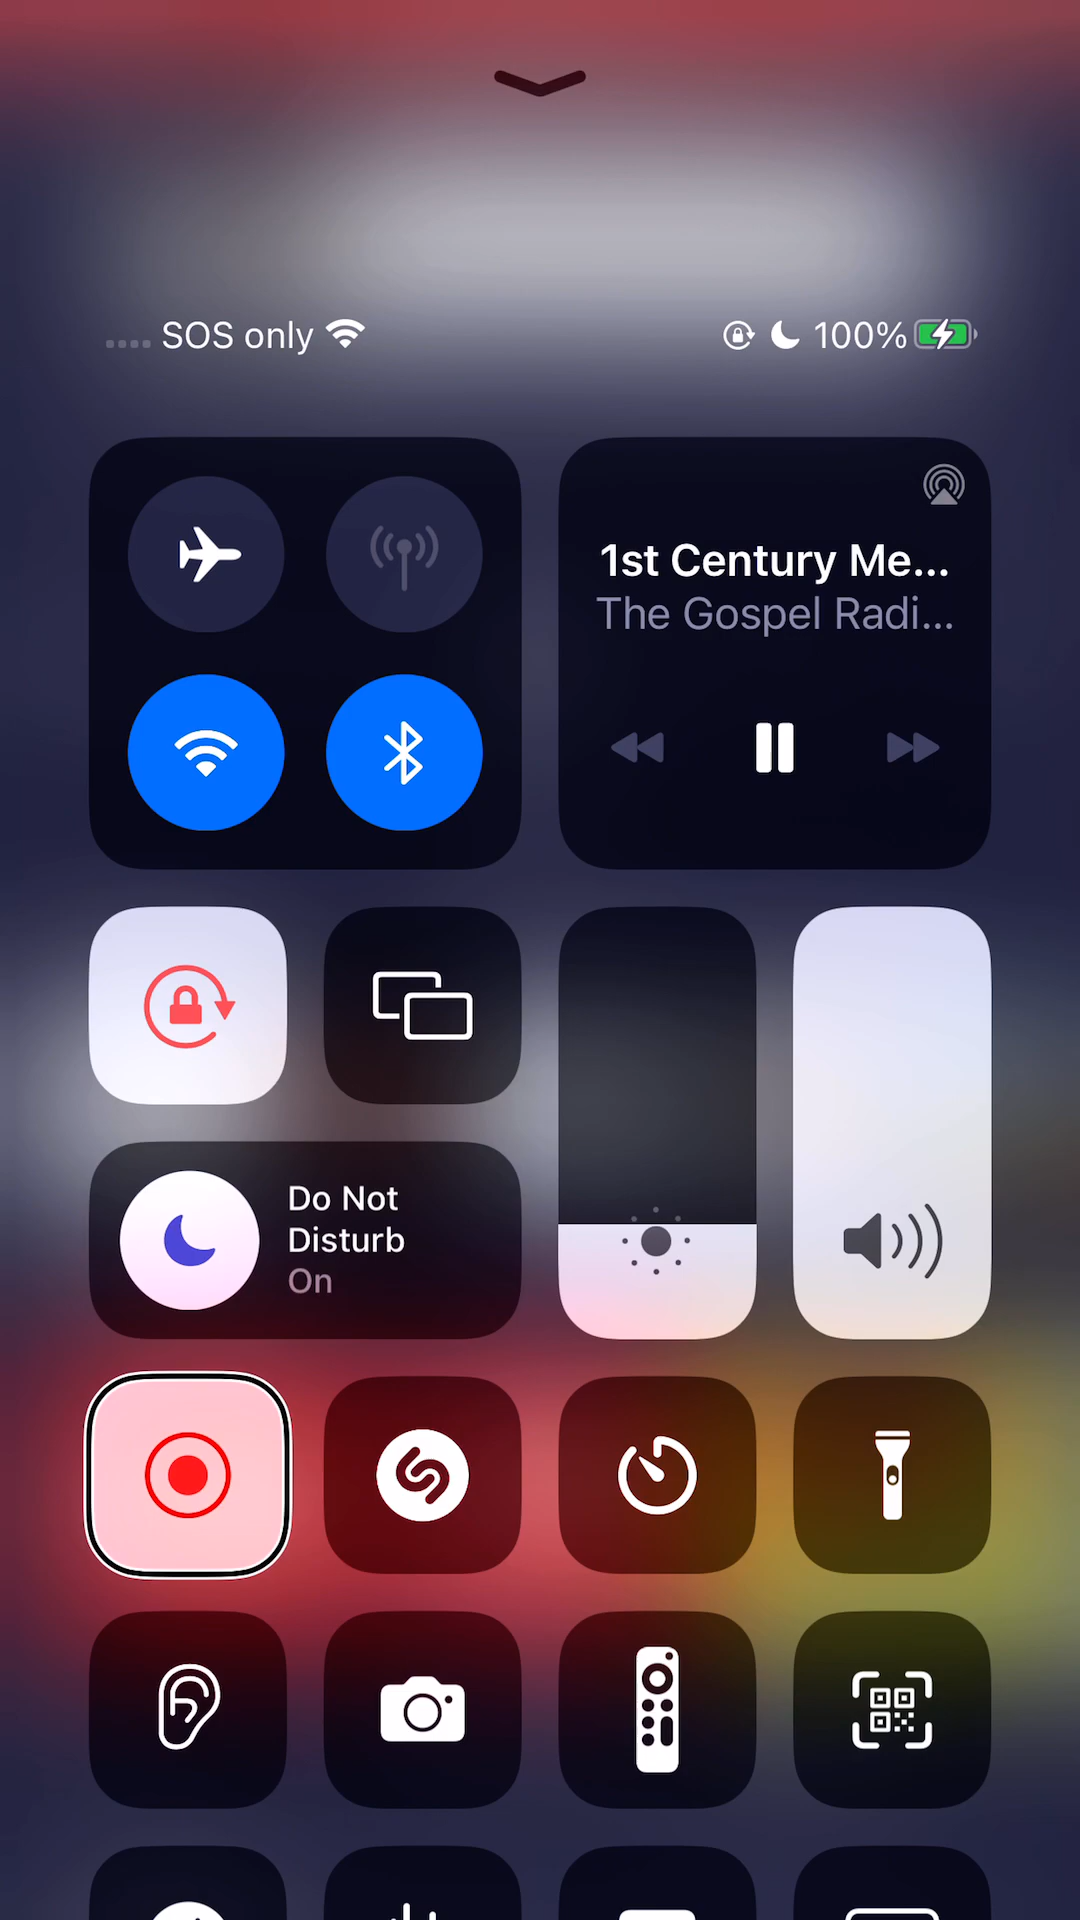 SOS only
100%
1st Century Me...
The Gospel Radi...
Do Not
Disturb
On